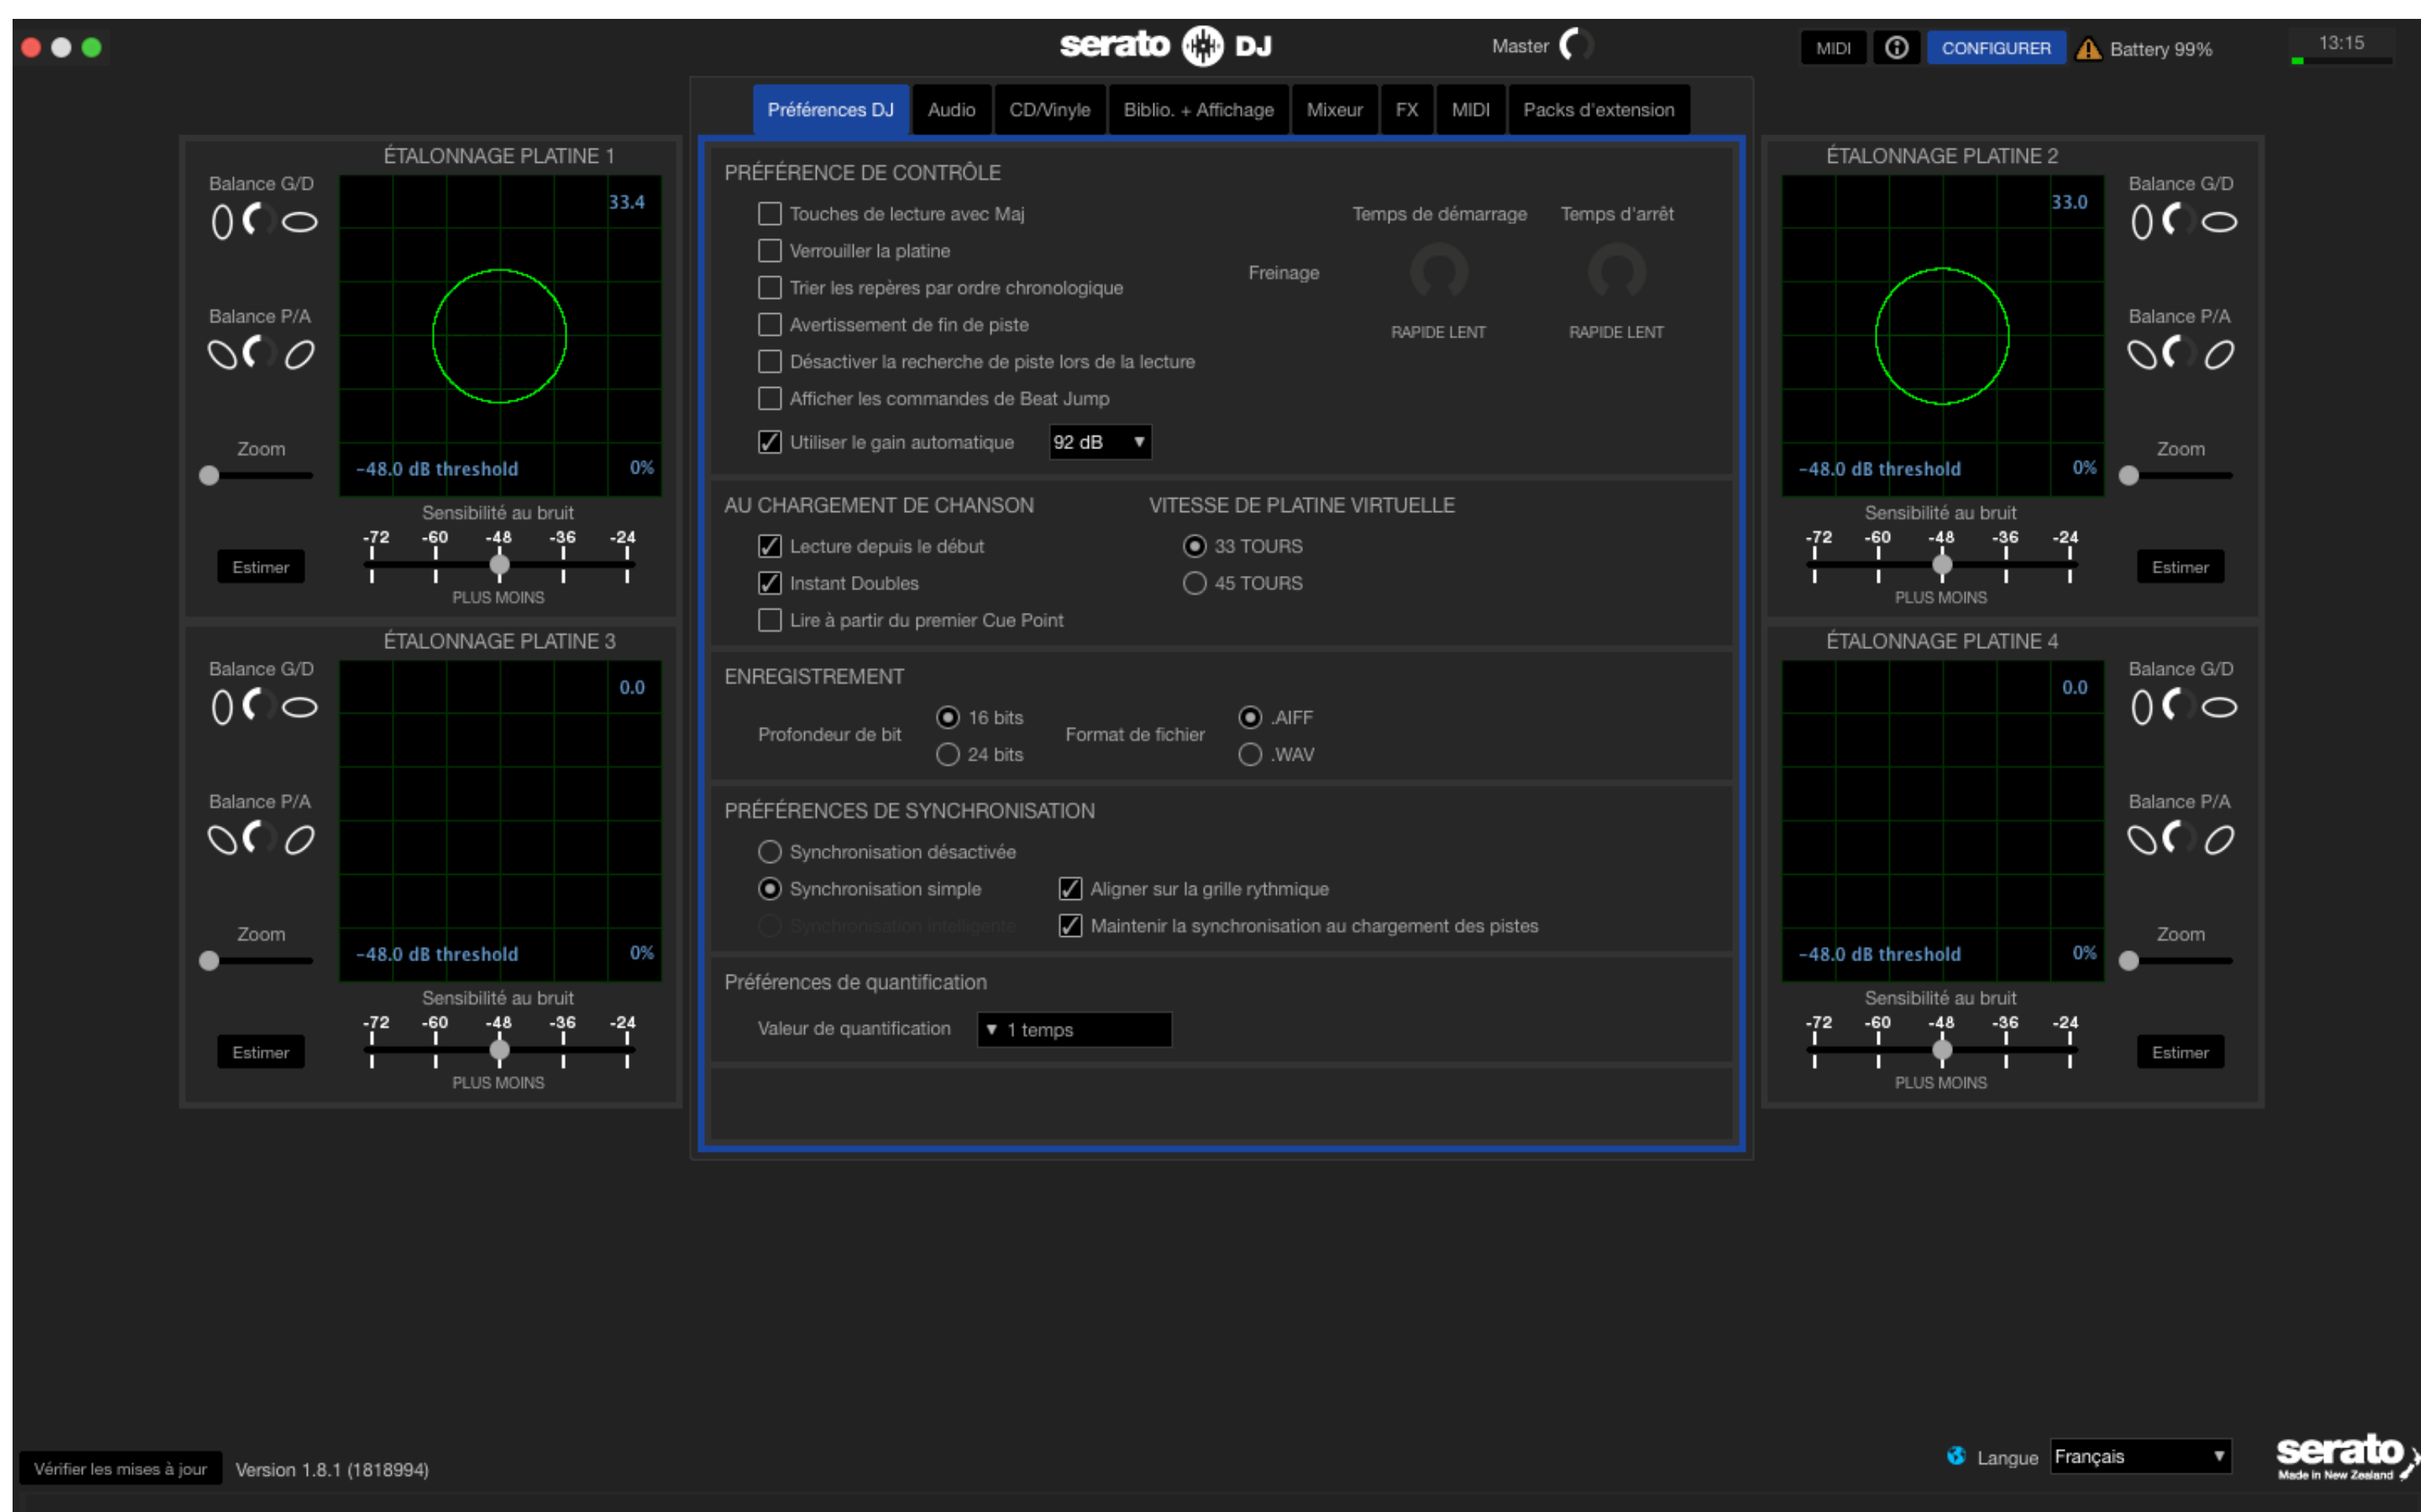 serato DJ
Master
MIDI
CONFIGURER
Battery 99%
13:15
Préférences DJ
Audio
CD/Vinyle
Biblio. + Affichage
Mixeur
FX
MIDI
Packs d'extension
ÉTALONNAGE PLATINE 1
Balance G/D
33.4
Balance P/A
Zoom
-48.0 dB threshold 0%
Sensibilité au bruit
-72 -60 -48 -36 -24
Estimer
PLUS MOINS
ÉTALONNAGE PLATINE 3
Balance G/D
0.0
Balance P/A
Zoom
-48.0 dB threshold 0%
Sensibilité au bruit
-72 -60 -48 -36 -24
Estimer
PLUS MOINS
PRÉFÉRENCE DE CONTRÔLE
Touches de lecture avec Maj
Verrouiller la platine
Trier les repères par ordre chronologique
Avertissement de fin de piste
Désactiver la recherche de piste lors de la lecture
Afficher les commandes de Beat Jump
Utiliser le gain automatique 92 dB
Temps de démarrage Temps d'arrêt
Freinage
RAPIDE LENT RAPIDE LENT
AU CHARGEMENT DE CHANSON
Lecture depuis le début
Instant Doubles
Lire à partir du premier Cue Point
VITESSE DE PLATINE VIRTUELLE
33 TOURS
45 TOURS
ENREGISTREMENT
Profondeur de bit
16 bits
24 bits
Format de fichier
.AIFF
.WAV
PRÉFÉRENCES DE SYNCHRONISATION
Synchronisation désactivée
Synchronisation simple
Synchronisation intelligente
Aligner sur la grille rythmique
Maintenir la synchronisation au chargement des pistes
Préférences de quantification
Valeur de quantification 1 temps
ÉTALONNAGE PLATINE 2
33.0
Balance G/D
Balance P/A
Zoom
-48.0 dB threshold 0%
Sensibilité au bruit
-72 -60 -48 -36 -24
Estimer
PLUS MOINS
ÉTALONNAGE PLATINE 4
0.0
Balance G/D
Balance P/A
Zoom
-48.0 dB threshold 0%
Sensibilité au bruit
-72 -60 -48 -36 -24
Estimer
PLUS MOINS
Vérifier les mises à jour
Version 1.8.1 (1818994)
Langue
Français
serato
Made in New Zealand